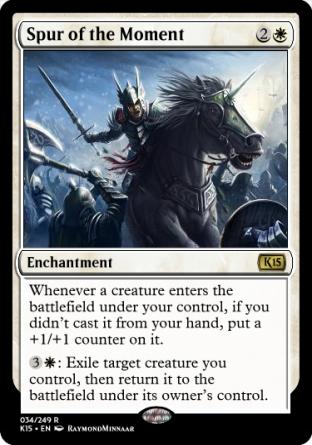 Spur of the Moment 2
Enchantment K15
Whenever a creature enters the
battlefield under your control, if you
didn't cast it from your hand, put a
+1/+1 counter on it.
3 : Exile target creature you
control, then return it to the
battlefield under its owner's control.
034/249 R
K15 • EN RaymondMinnaar